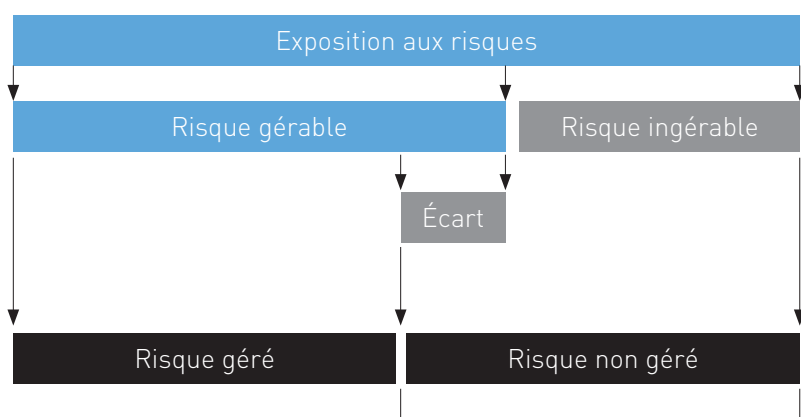 Exposition aux risques
Risque gérable
Risque ingérable
Écart
Risque géré
Risque non géré